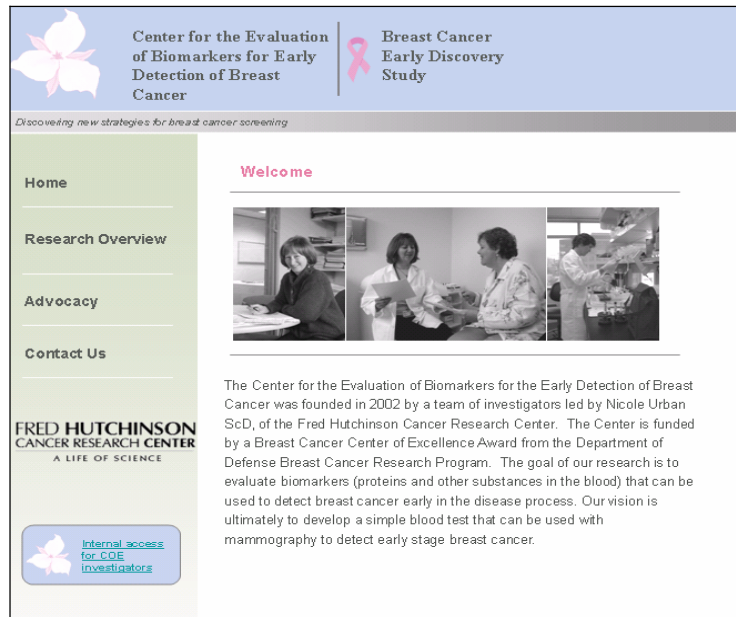 Center for the Evaluation
of Biomarkers for Early
Detection of Breast
Cancer
Breast Cancer
Early Discovery
Study
Discovering new strategies for breast cancer screening
Home
Research Overview
Advocacy
Contact Us
FRED HUTCHINSON
CANCER RESEARCH CENTER
A LIFE OF SCIENCE
Internal access
for COE
investigators
Welcome
The Center for the Evaluation of Biomarkers for the Early Detection of Breast
Cancer was founded in 2002 by a team of investigators led by Nicole Urban
ScD, of the Fred Hutchinson Cancer Research Center. The Center is funded
by a Breast Cancer Center of Excellence Award from the Department of
Defense Breast Cancer Research Program. The goal of our research is to
evaluate biomarkers (proteins and other substances in the blood) that can be
used to detect breast cancer early in the disease process. Our vision is
ultimately to develop a simple blood test that can be used with
mammography to detect early stage breast cancer.